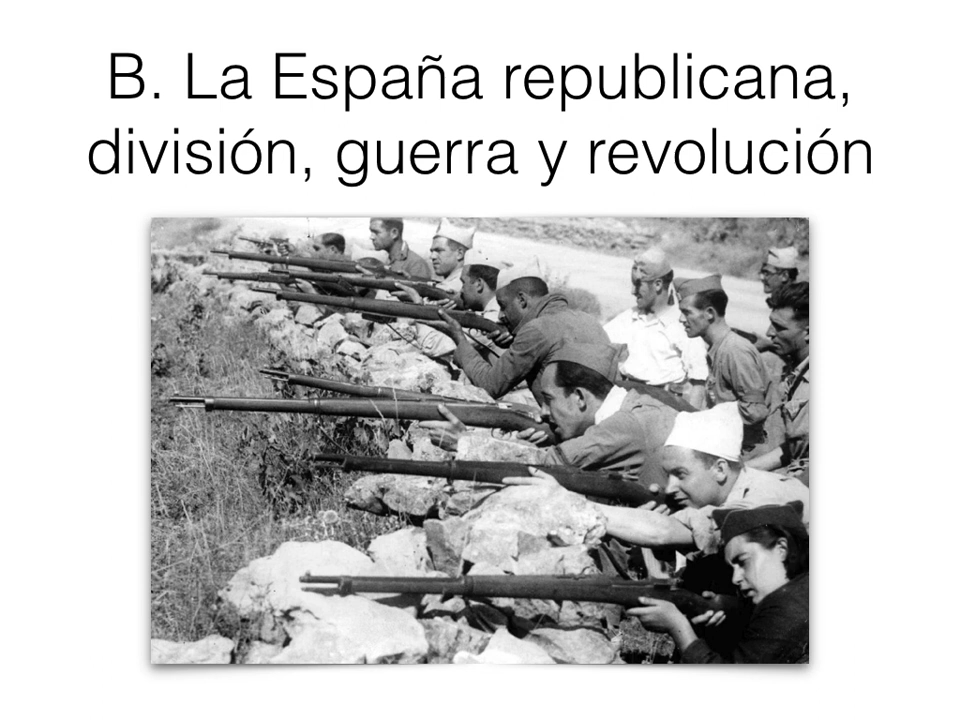 B. La España republicana,
división, guerra y revolución